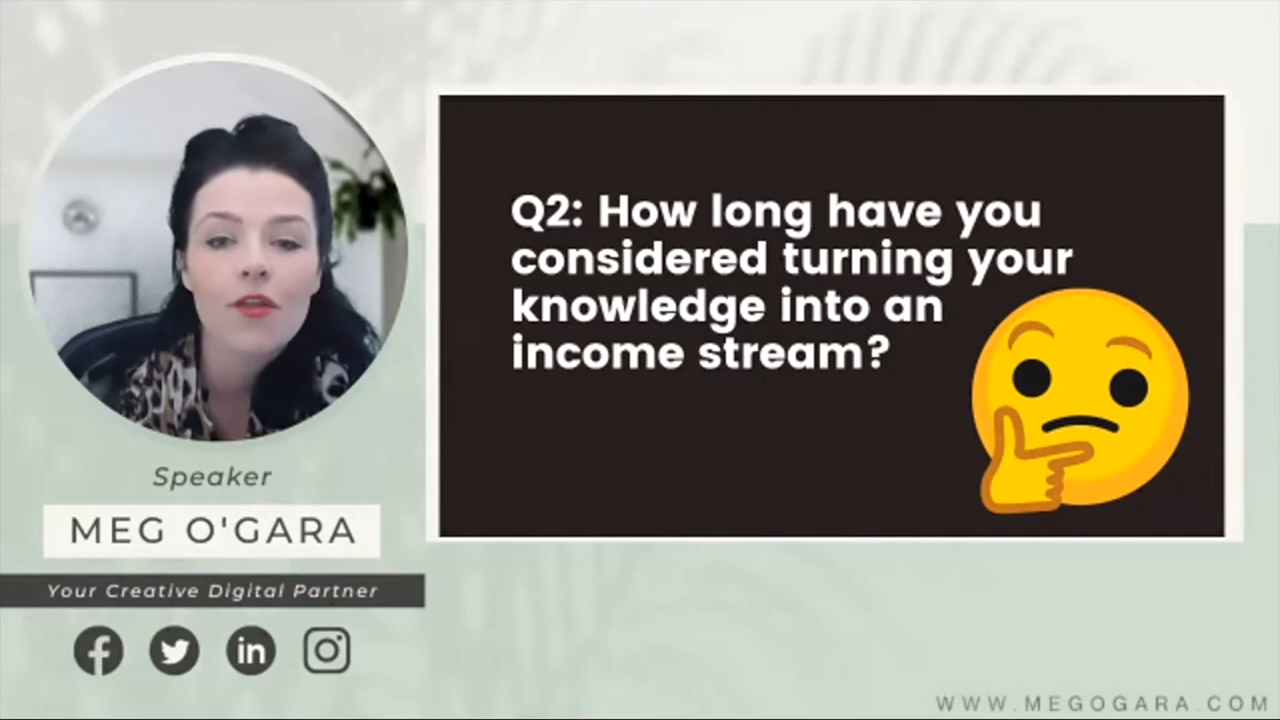 Speaker
MEG O'GARA
Your Creative Digital Partner
Q2: How long have you
considered turning your
knowledge into an
income stream?
WWW.MEGOGARA.COM